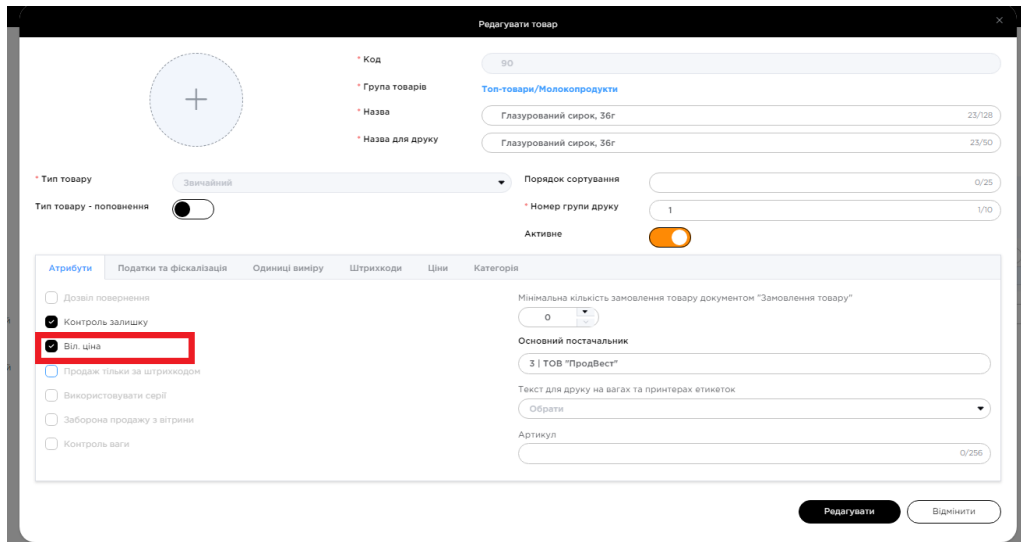 Редагувати товар
* Код
90
* Група товарів
Топ-товари/Молокопродукти
* Назва
Глазурований сирок, 36г
23/128
* Назва для друку
Глазурований сирок, 36г
23/50
* Тип товару
Звичайний
Порядок сортування
0/25
Тип товару - поповнення
* Номер групи друку
1
1/10
Активне
Атрибути
Податки та фіскалізація
Одиниці виміру
Штрихкоди
Ціни
Категорія
Дозвіл повернення
Контроль залишку
Віл. ціна
Продаж тільки за штрихкодом
Використовувати серії
Заборона продажу з вітрини
Контроль ваги
Мінімальна кількість замовлення товару документом "Замовлення товару"
0
Основний постачальник
3 | ТОВ "ПродВест"
Текст для друку на вагах та принтерах етикеток
Обрати
Артикул
0/256
Редагувати
Відмінити